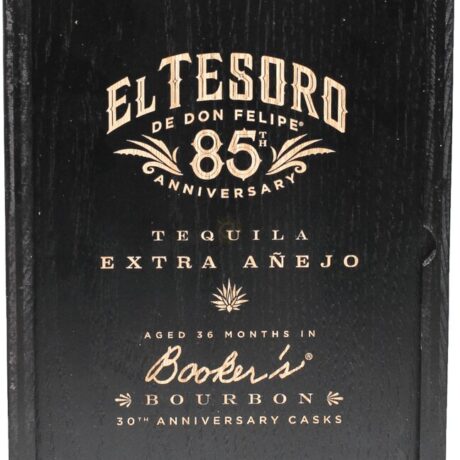 EL TESORO
DE DON FELIPE®
85TH
ANNIVERSARY
TEQUILA
EXTRA AÑEJO
AGED 36 MONTHS IN
Booker's®
BOURBON
30TH ANNIVERSARY CASKS